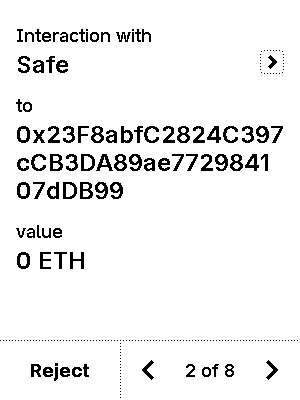 Interaction with
Safe
to
0x23F8abfC2824C397
cCB3DA89ae7729841
07dDB99
value
0 ETH
Reject
2 of 8